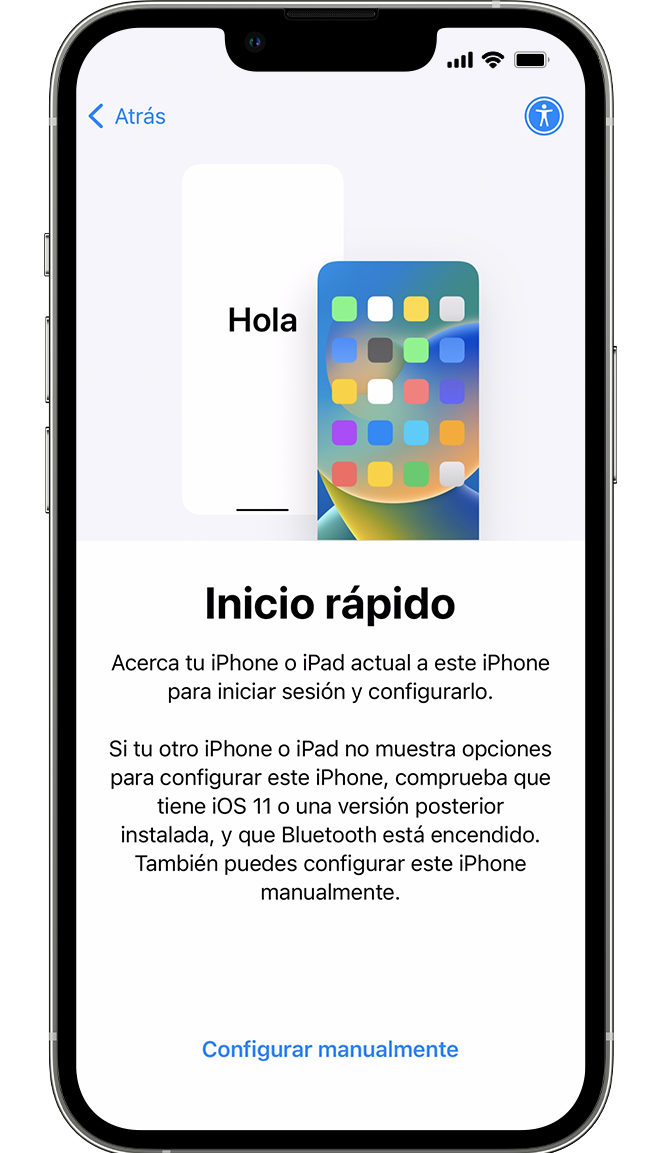 Atrás
Hola
Inicio rápido
Acerca tu iPhone o iPad actual a este iPhone
para iniciar sesión y configurarlo.
Si tu otro iPhone o iPad no muestra opciones
para configurar este iPhone, comprueba que
tiene iOS 11 o una versión posterior
instalada, y que Bluetooth está encendido.
También puedes configurar este iPhone
manualmente.
Configurar manualmente